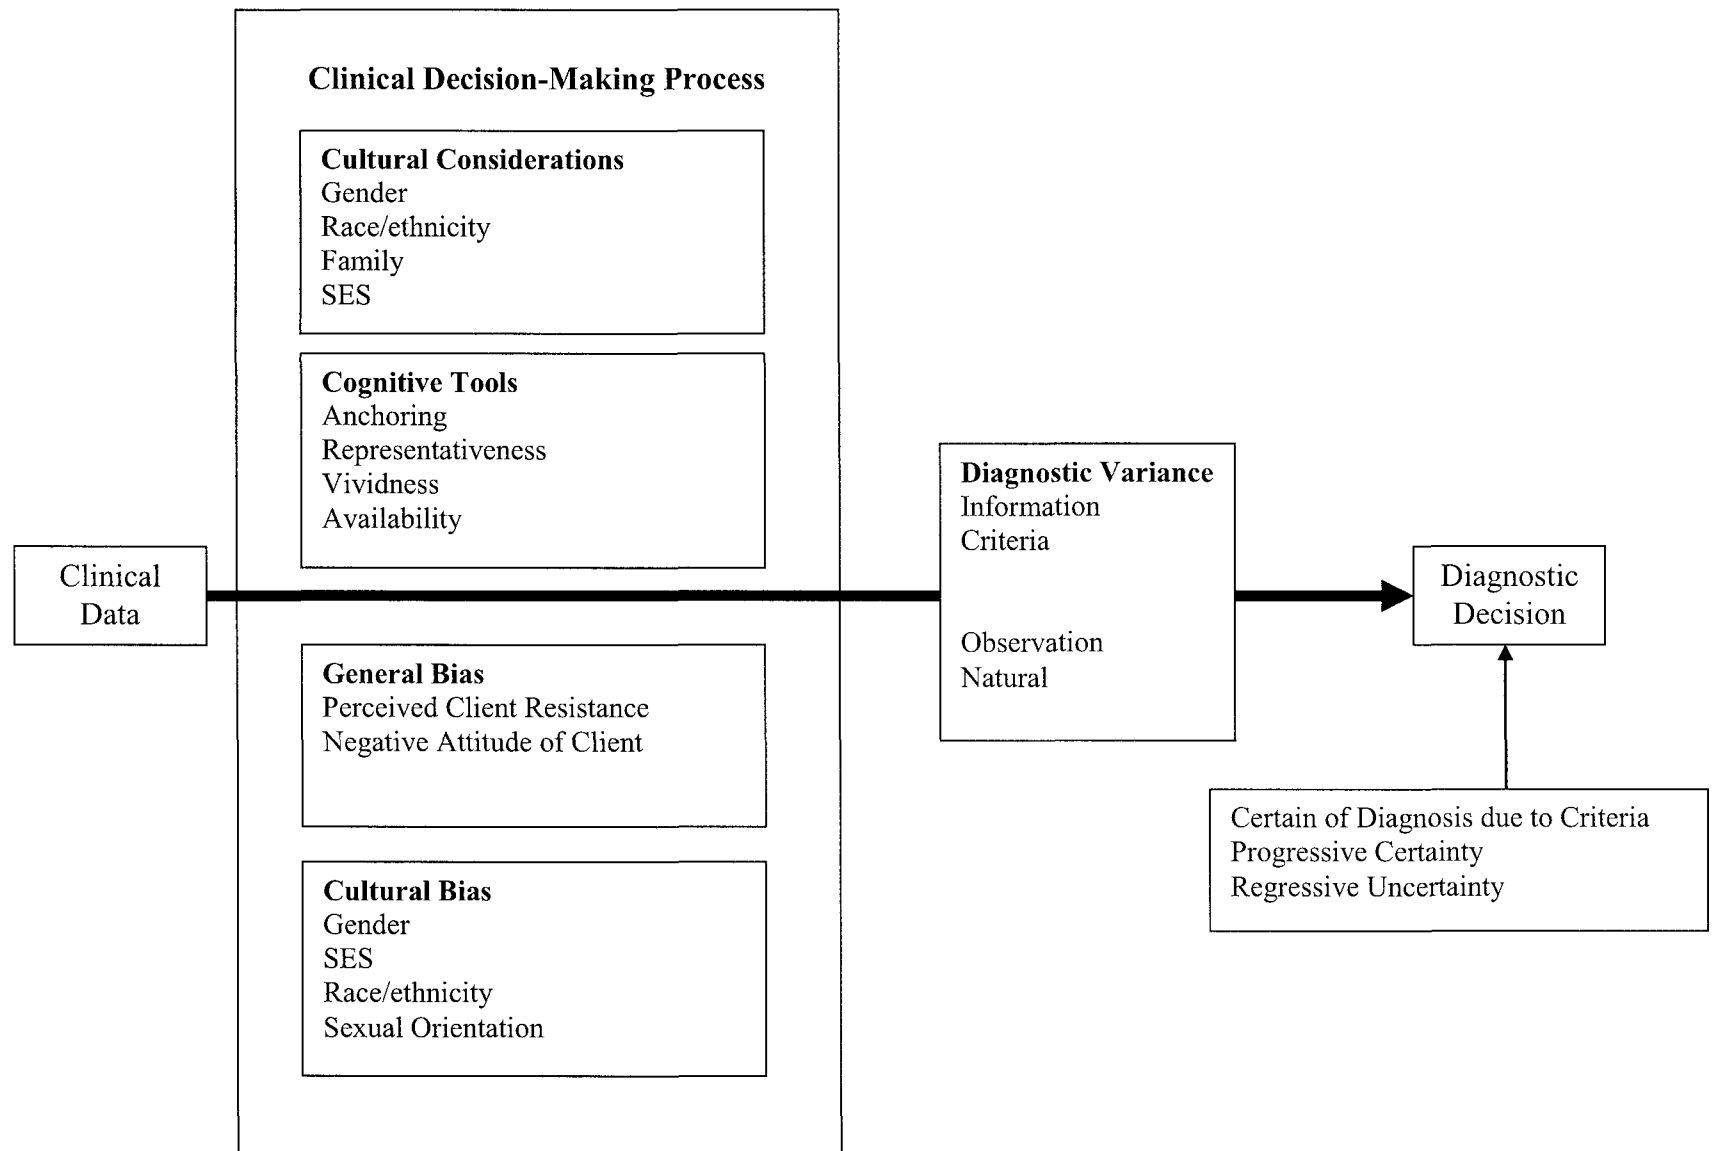 Clinical Decision-Making Process
Cultural Considerations
Gender
Race/ethnicity
Family
SES
Cognitive Tools
Anchoring
Representativeness
Vividness
Availability
Clinical
Data
General Bias
Perceived Client Resistance
Negative Attitude of Client
Cultural Bias
Gender
SES
Race/ethnicity
Sexual Orientation
Diagnostic Variance
Information
Criteria
Observation
Natural
Diagnostic
Decision
Certain of Diagnosis due to Criteria
Progressive Certainty
Regressive Uncertainty